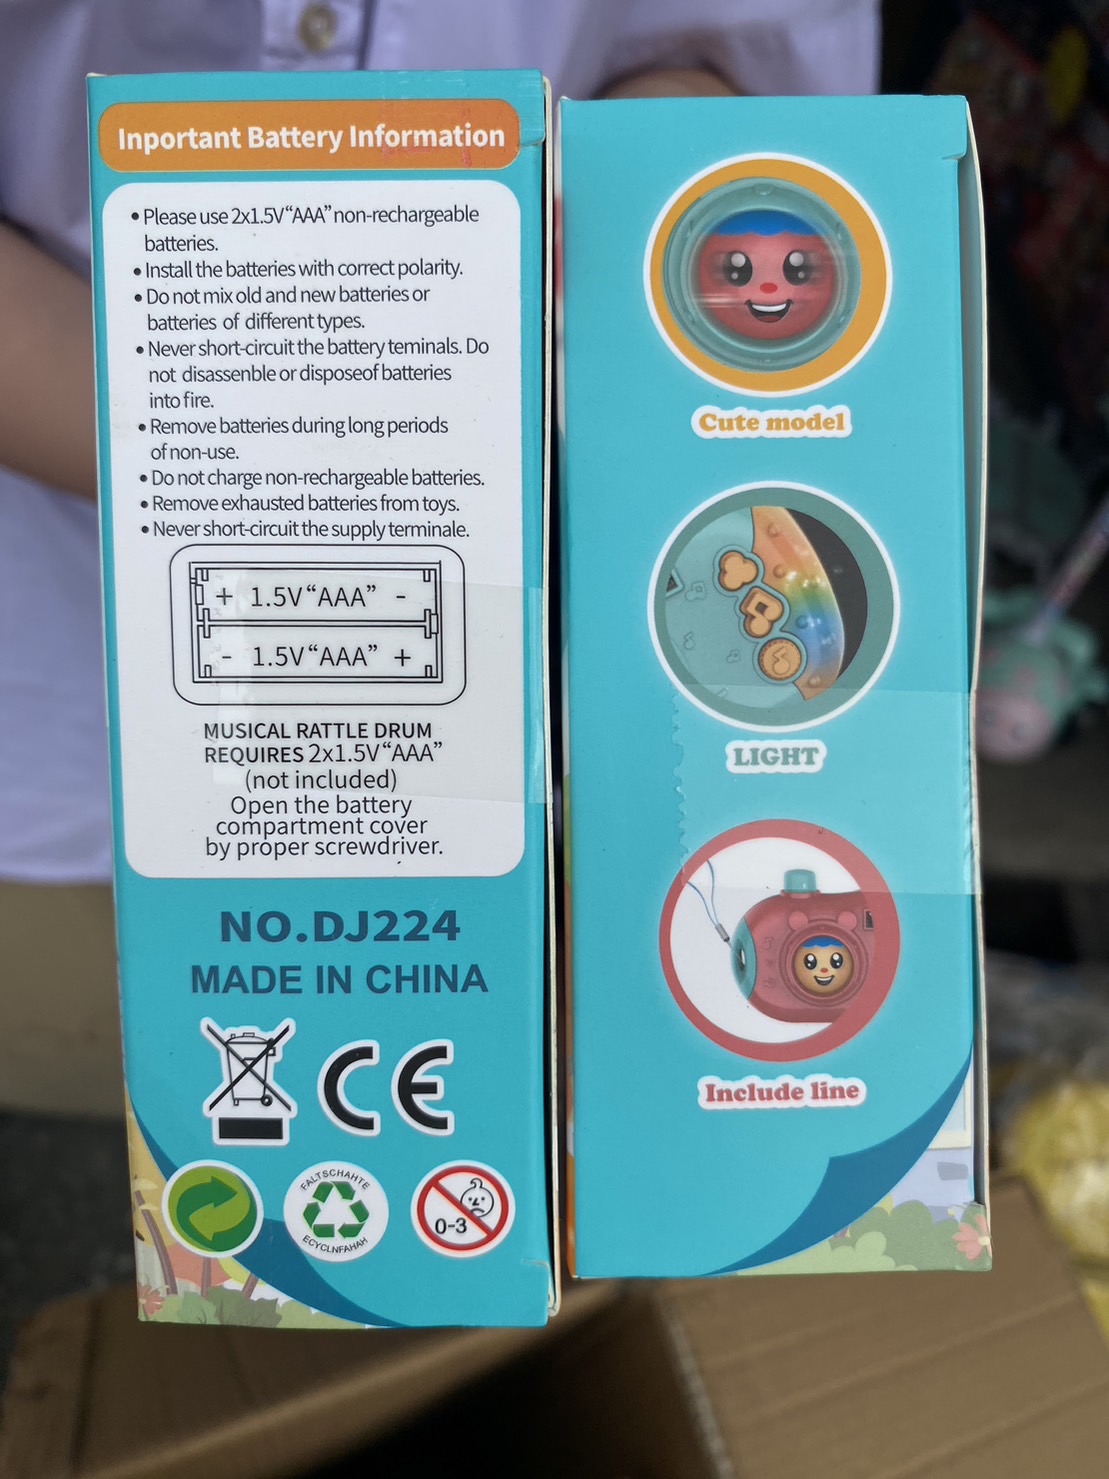 Inportant Battery Information
• Please use 2x1.5V“AAA” non-rechargeable
batteries.
• Install the batteries with correct polarity.
• Do not mix old and new batteries or
batteries of different types.
• Never short-circuit the battery teminals. Do
not disassenble or disposeof batteries
into fire.
• Remove batteries during long periods
of non-use.
• Do not charge non-rechargeable batteries.
• Remove exhausted batteries from toys.
• Never short-circuit the supply terminale.
+ 1.5V“AAA” -
- 1.5V“AAA” +
MUSICAL RATTLE DRUM
REQUIRES 2x1.5V“AAA”
(not included)
Open the battery
compartment cover
by proper screwdriver.
NO.DJ224
MADE IN CHINA
CE
FALTSCHAHTE
ECYCLNFAHAH
0-3
Cute model
LIGHT
Include line